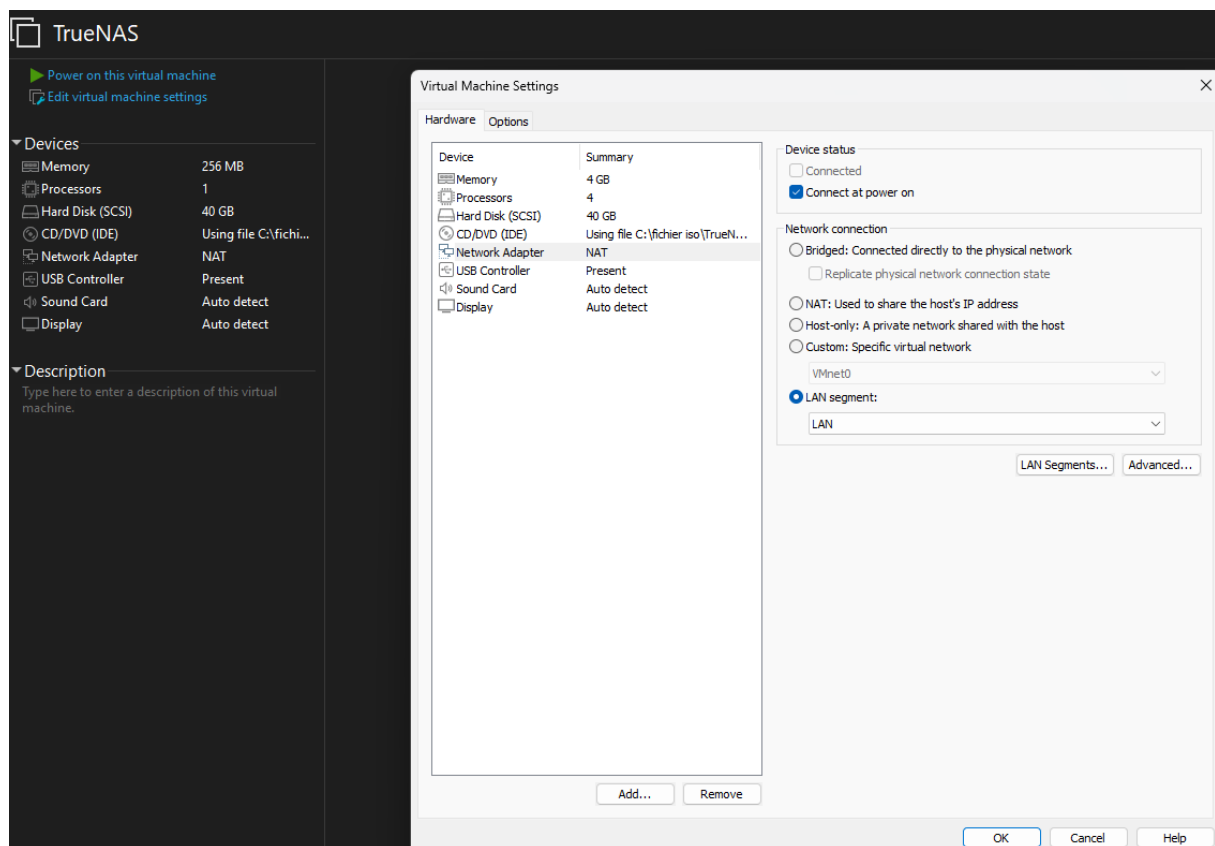 TrueNAS
Power on this virtual machine
Edit virtual machine settings
Devices
Memory 256 MB
Processors 1
Hard Disk (SCSI) 40 GB
CD/DVD (IDE) Using file C:\fichi...
Network Adapter NAT
USB Controller Present
Sound Card Auto detect
Display Auto detect
Description
Type here to enter a description of this virtual
machine.
Virtual Machine Settings
Hardware Options
Device Summary
Memory 4 GB
Processors 4
Hard Disk (SCSI) 40 GB
CD/DVD (IDE) Using file C:\fichier iso\TrueN...
Network Adapter NAT
USB Controller Present
Sound Card Auto detect
Display Auto detect
Add... Remove
Device status
Connected
Connect at power on
Network connection
Bridged: Connected directly to the physical network
Replicate physical network connection state
NAT: Used to share the host's IP address
Host-only: A private network shared with the host
Custom: Specific virtual network
VMnet0
LAN segment:
LAN
LAN Segments... Advanced...
OK Cancel Help